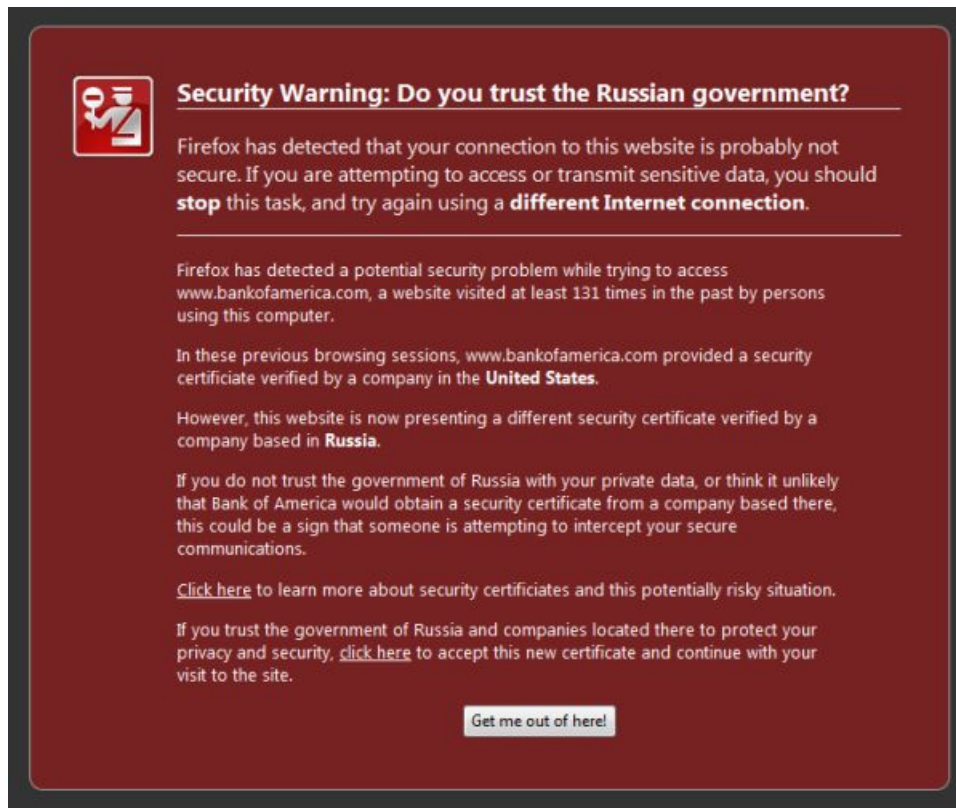 Security Warning: Do you trust the Russian government?
Firefox has detected that your connection to this website is probably not
secure. If you are attempting to access or transmit sensitive data, you should
stop this task, and try again using a different Internet connection.
Firefox has detected a potential security problem while trying to access
www.bankofamerica.com, a website visited at least 131 times in the past by persons
using this computer.
In these previous browsing sessions, www.bankofamerica.com provided a security
certificiate verified by a company in the United States.
However, this website is now presenting a different security certificate verified by a
company based in Russia.
If you do not trust the government of Russia with your private data, or think it unlikely
that Bank of America would obtain a security certificate from a company based there,
this could be a sign that someone is attempting to intercept your secure
communications.
Click here to learn more about security certificiates and this potentially risky situation.
If you trust the government of Russia and companies located there to protect your
privacy and security, click here to accept this new certificate and continue with your
visit to the site.
Get me out of here!